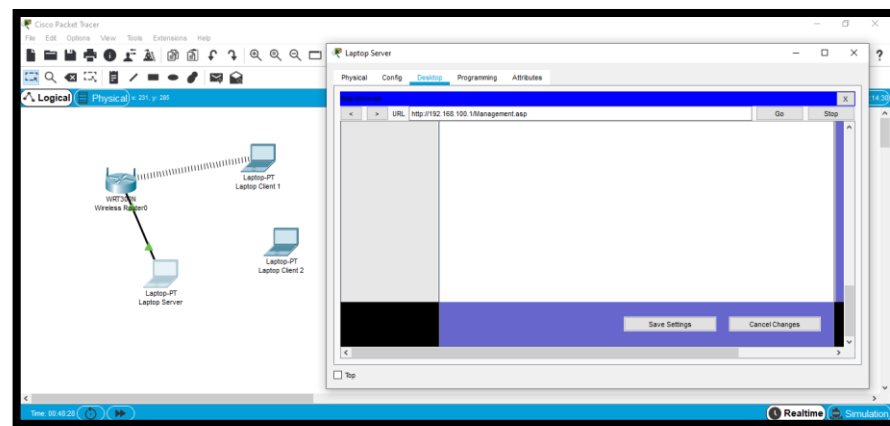 Cisco Packet Tracer
File Edit Options View Tools Extensions Help
Logical
Physical
x: 231, y: 285
Laptop-PT
Laptop Client 1
Wireless Router0
Laptop-PT
Laptop Client 2
Laptop-PT
Laptop Server
Laptop Server
Physical Config Desktop Programming Attributes
X
< > URL http://192.168.100.1/Management.asp Go Stop
Save Settings Cancel Changes
Top
?
Time: 00:48:28
Realtime
Simulation